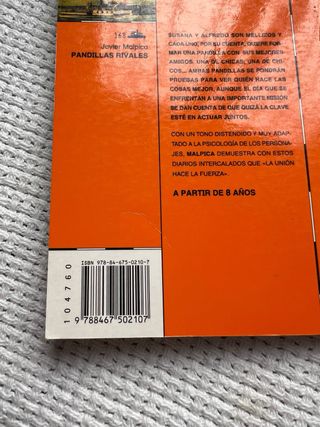 168
Javier Malpica
PANDILLAS RIVALES
SUSANA Y ALFREDO SON MELLIZOS Y
CADA UNO, POR SU CUENTA, QUIERE FOR-
MAR UNA PANDILLA CON SUS MEJORES
AMIGOS. UNA DE CHICAS, UNA DE CHI-
COS... AMBAS PANDILLAS SE PONDRÁN
PRUEBAS PARA VER QUIÉN HACE LAS
COSAS MEJOR, AUNQUE EL DÍA QUE SE
ENFRENTAN A UNA IMPORTANTE MISIÓN
SE DAN CUENTA DE QUE QUIZÁ LA CLAVE
ESTÉ EN ACTUAR JUNTOS.
CON UN TONO DISTENDIDO Y MUY ADAP-
TADO A LA PSICOLOGÍA DE LOS PERSONA-
JES, MALPICA DEMUESTRA CON ESTOS
DIARIOS INTERCALADOS QUE «LA UNIÓN
HACE LA FUERZA».
A PARTIR DE 8 AÑOS
ISBN 978-84-675-0210-7
104760
9 788467 502107